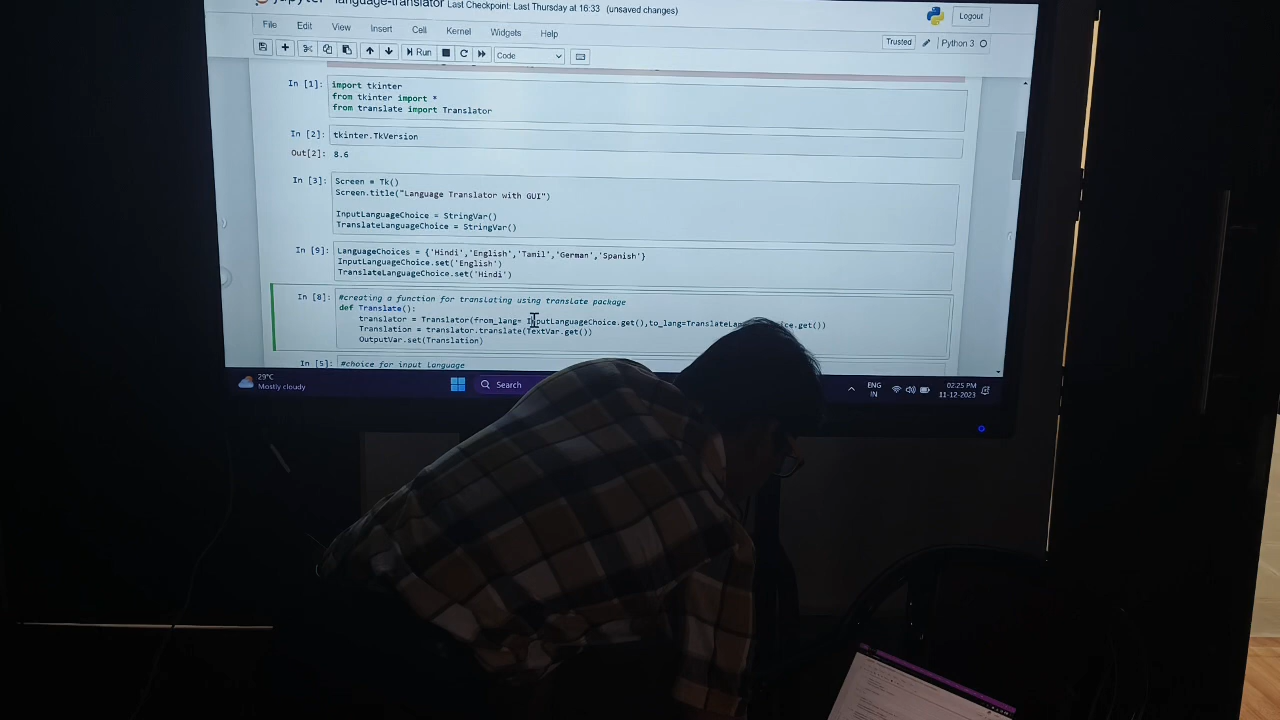 jupyter language-translator Last Checkpoint: Last Thursday at 16:33 (unsaved changes)
Logout
File Edit View Insert Cell Kernel Widgets Help
Trusted Python 3
Run Code
In [1]: import tkinter
from tkinter import *
from translate import Translator
In [2]: tkinter.TkVersion
Out[2]: 8.6
In [3]: Screen = Tk()
Screen.title("Language Translator with GUI")
InputLanguageChoice = StringVar()
TranslateLanguageChoice = StringVar()
In [9]: LanguageChoices = {'Hindi','English','Tamil','German','Spanish'}
InputLanguageChoice.set('English')
TranslateLanguageChoice.set('Hindi')
In [8]: #creating a function for translating using translate package
def Translate():
translator = Translator(from_lang= InputLanguageChoice.get(),to_lang=TranslateLan ice.get())
Translation = translator.translate(TextVar.get())
OutputVar.set(Translation)
In [5]: #choice for input Language
29°C
Mostly cloudy
Search
ENG
IN
02.25 PM
11-12-2023